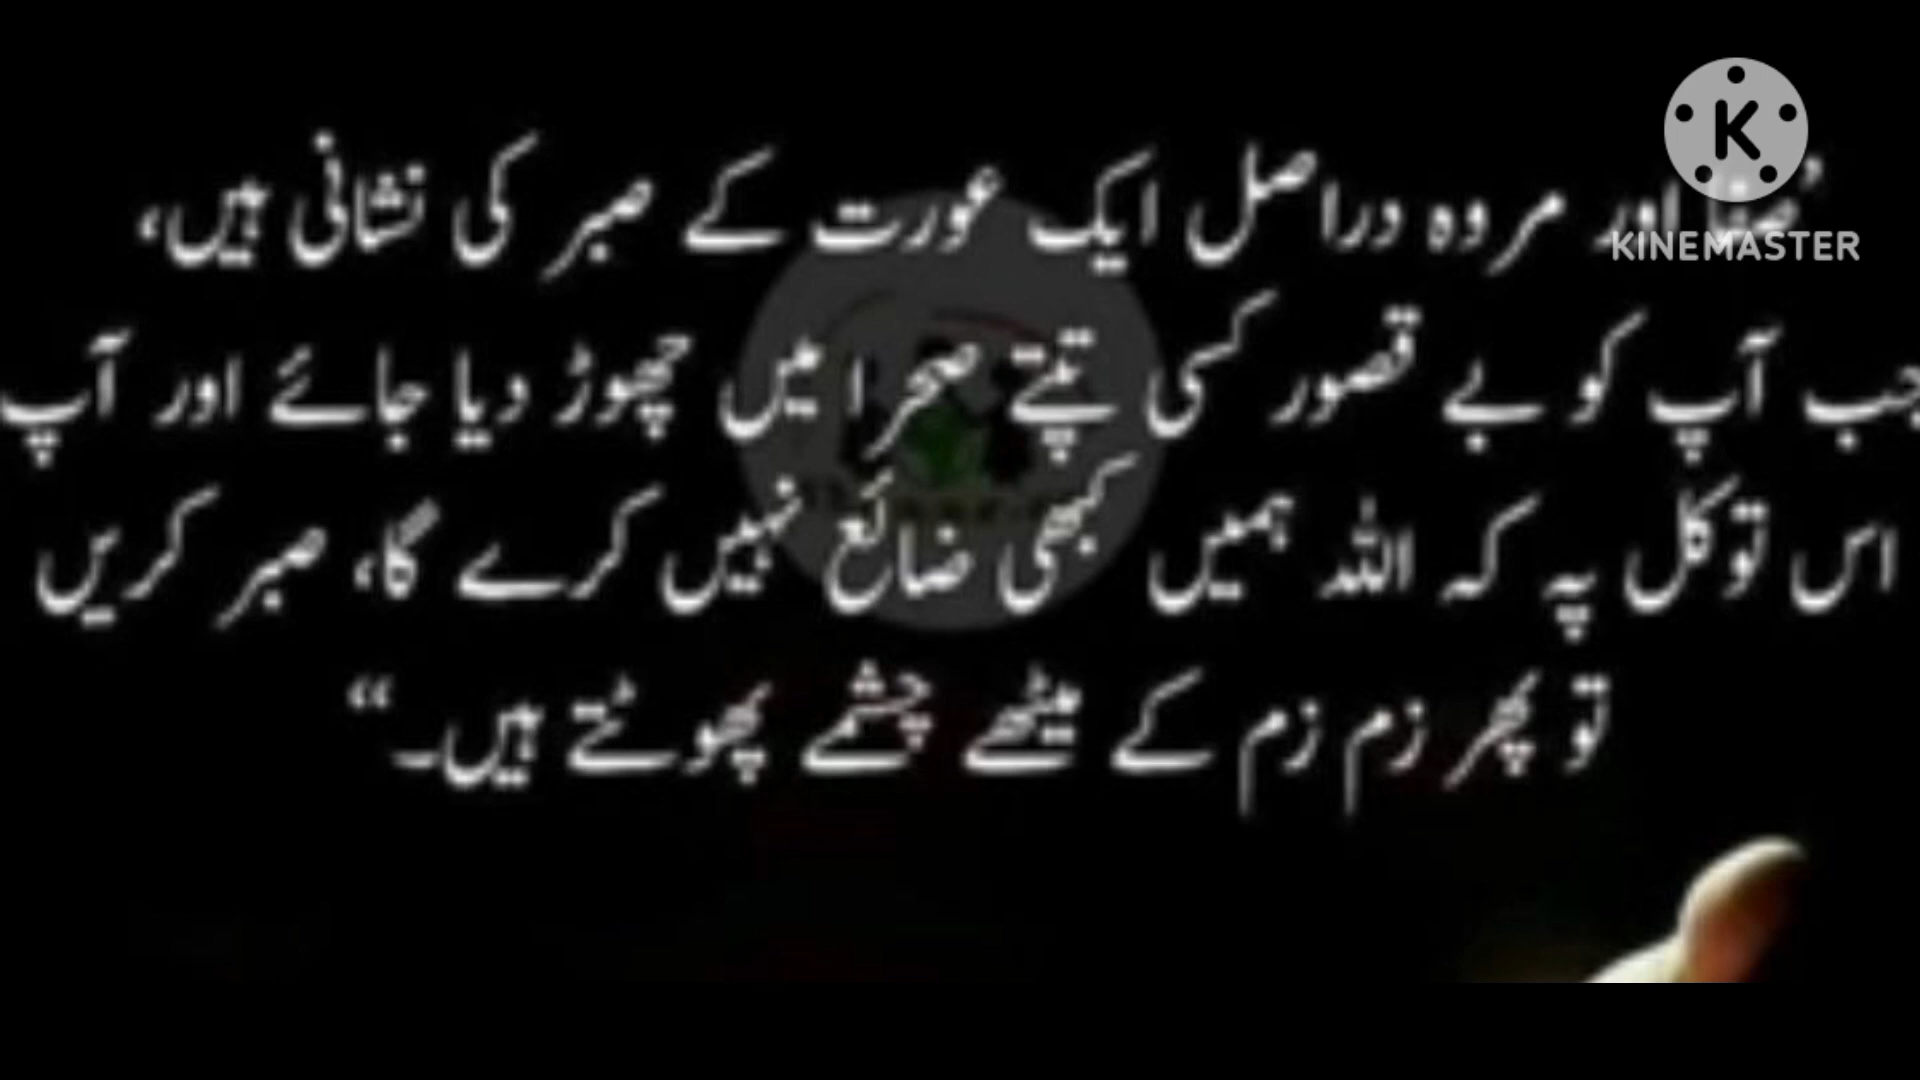 KINEMASTER
صفا اور مروہ دراصل ایک عورت کے صبر کی نشانی ہیں،
جب آپ کو بے قصور کسی تپتے صحرا میں چھوڑ دیا جائے اور آپ
اس توکل پہ کہ اللہ ہمیں کبھی ضائع نہیں کرے گا، صبر کریں
تو پھر زم زم کے میٹھے چشمے پھوٹتے ہیں۔“